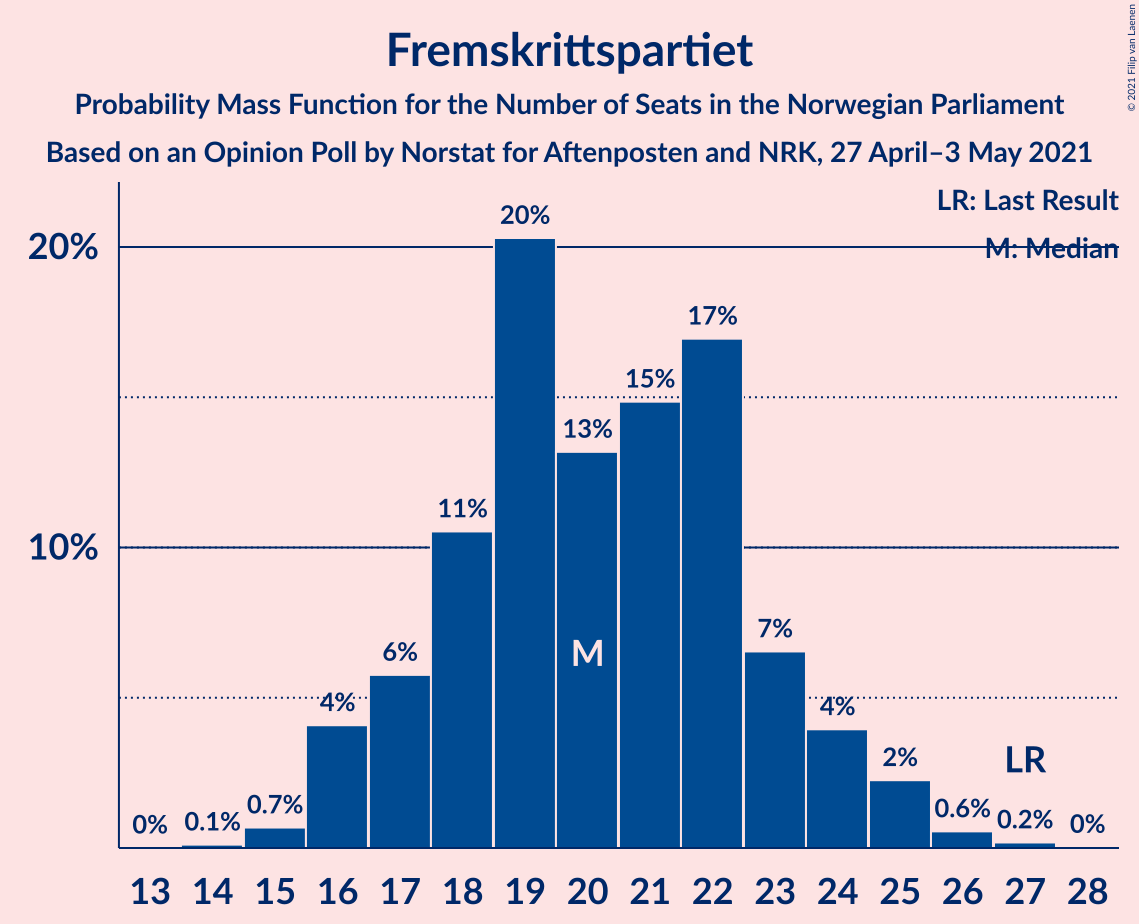 © 2021 Filip van Laenen
Fremskrittspartiet
Probability Mass Function for the Number of Seats in the Norwegian Parliament
Based on an Opinion Poll by Norstat for Aftenposten and NRK, 27 April–3 May 2021
LR: Last Result
M: Median
20%
10%
0% 0.1% 0.7% 4% 6% 11% 20% 13% 15% 17% 7% 4% 2% 0.6% 0.2% 0%
M
LR
13 14 15 16 17 18 19 20 21 22 23 24 25 26 27 28